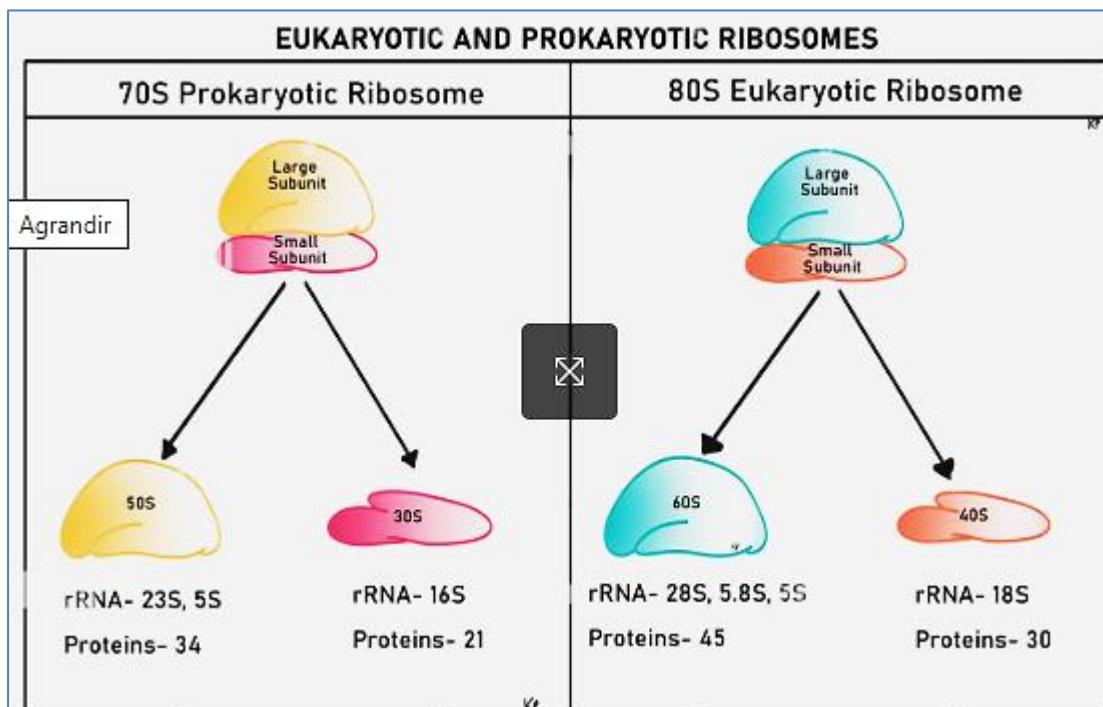 EUKARYOTIC AND PROKARYOTIC RIBOSOMES
70S Prokaryotic Ribosome
80S Eukaryotic Ribosome
Large
Subunit
Small
Subunit
Large
Subunit
Small
Subunit
Agrandir
50S
30S
60S
40S
rRNA- 23S, 5S
Proteins- 34
rRNA- 16S
Proteins- 21
rRNA- 28S, 5.8S, 5S
Proteins- 45
rRNA- 18S
Proteins- 30